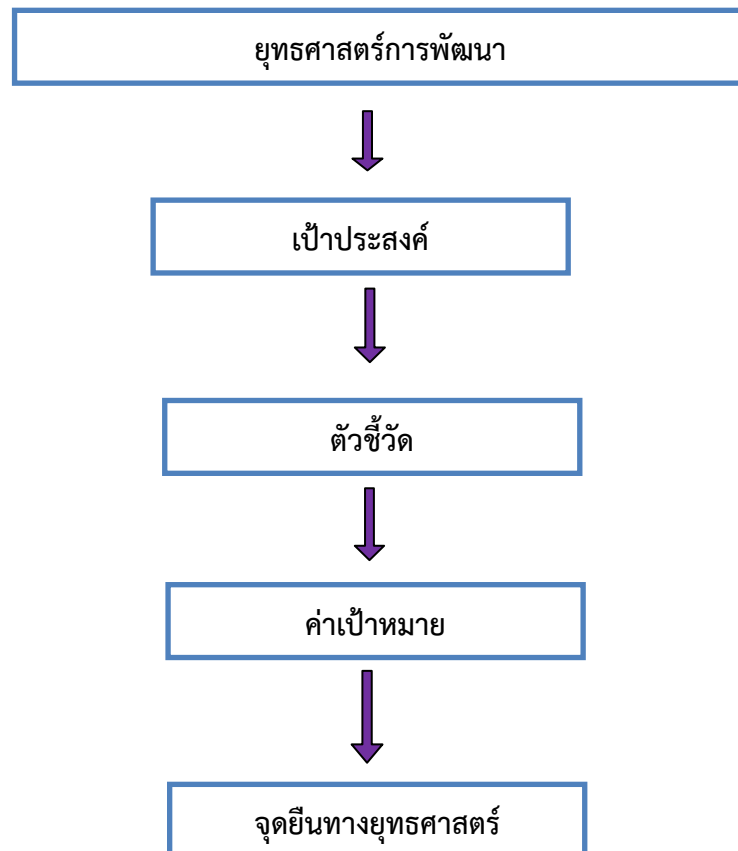 ยุทธศาสตร์การพัฒนา
เป้าประสงค์
ตัวชี้วัด
ค่าเป้าหมาย
จุดยืนทางยุทธศาสตร์